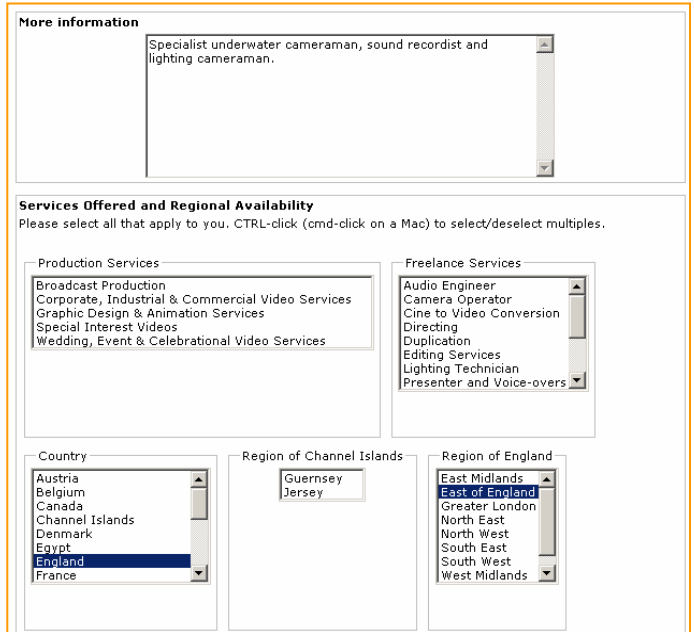 More information
Specialist underwater cameraman, sound recordist and
lighting cameraman.
Services Offered and Regional Availability
Please select all that apply to you. CTRL-click (cmd-click on a Mac) to select/deselect multiples.
Production Services
Broadcast Production
Corporate, Industrial & Commercial Video Services
Graphic Design & Animation Services
Special Interest Videos
Wedding, Event & Celebrational Video Services
Freelance Services
Audio Engineer
Camera Operator
Cine to Video Conversion
Directing
Duplication
Editing Services
Lighting Technician
Presenter and Voice-overs
Country
Austria
Belgium
Canada
Channel Islands
Denmark
Egypt
England
France
Region of Channel Islands
Guernsey
Jersey
Region of England
East Midlands
East of England
Greater London
North East
North West
South East
South West
West Midlands